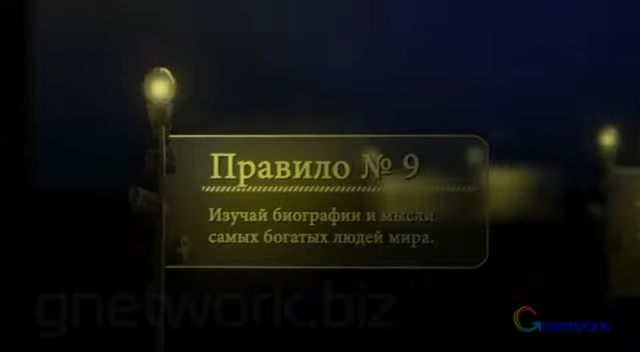 Правило № 9
Изучай биографии и мысли
самых богатых людей мира.
gnetwork.biz